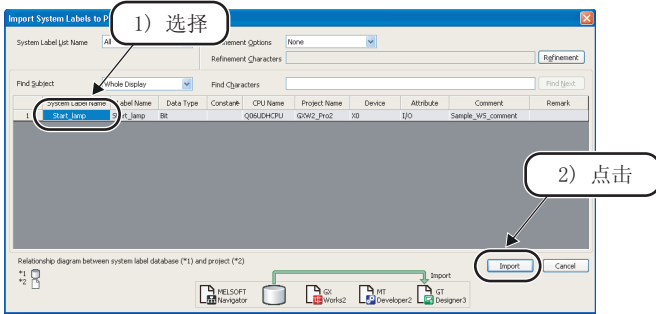 Import System Labels to P
1) 选择
System Label List Name
Al
Options
None
Refinement Characters
Refinement
Find Subject
Whole Display
Find Characters
Find Next
System Label Name Label Name Data Type Constant CPU Name Project Name Device Attribute Comment Remark
1 Start_lamp Bit Q06UDHCPU GXW2_Pro2 X0 I/O Sample_WS_comment
2) 点击
Relationship diagram between system label database (*1) and project (*2)
*1
*2
Import
Import Cancel
MELSOFT Navigator
GX Works2
MT Developer2
GT Designer3